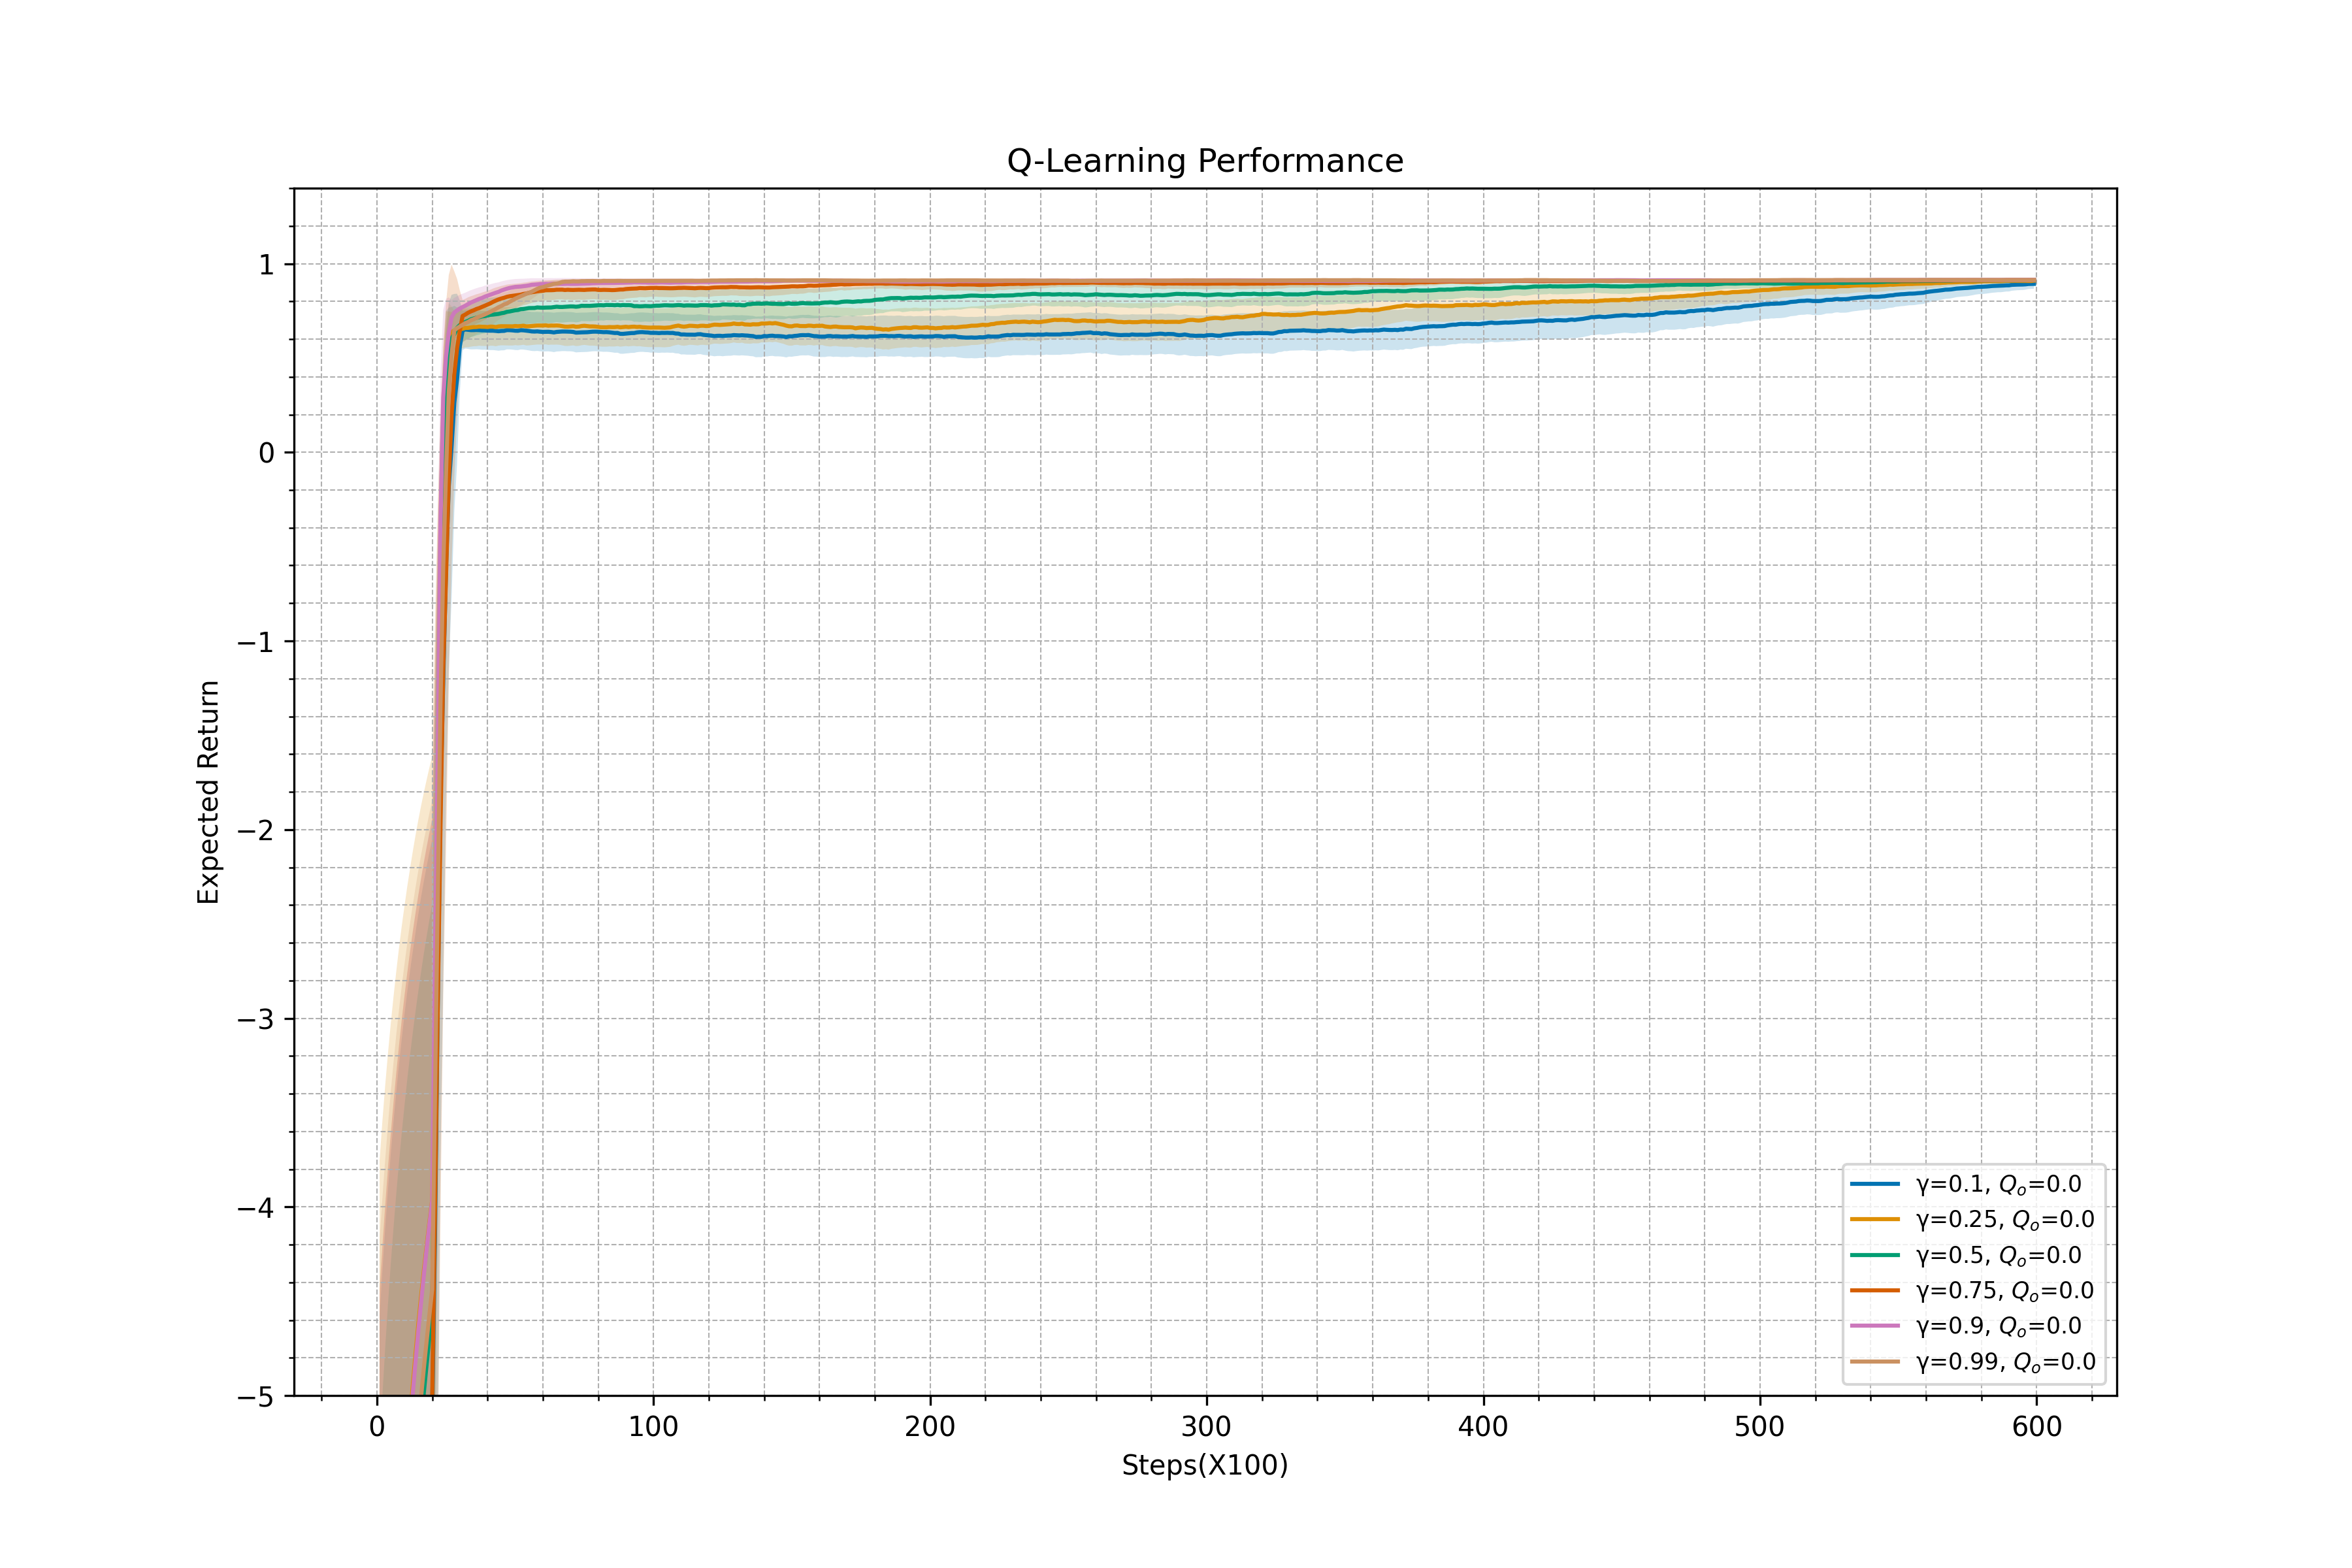 Q-Learning Performance
Expected Return
1
0
−1
−2
−3
−4
−5
0 100 200 300 400 500 600
Steps(X100)
γ=0.1, Qₒ=0.0
γ=0.25, Qₒ=0.0
γ=0.5, Qₒ=0.0
γ=0.75, Qₒ=0.0
γ=0.9, Qₒ=0.0
γ=0.99, Qₒ=0.0